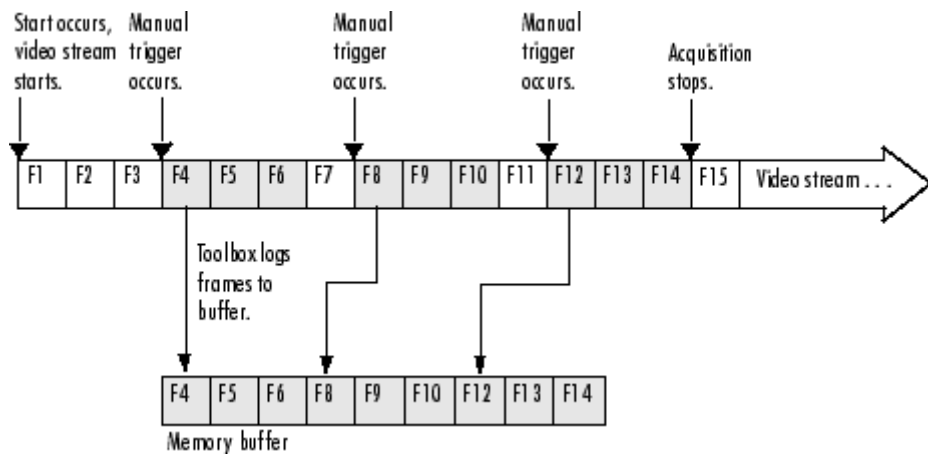 Start occurs,
video stream
starts.
Manual
trigger
occurs.
Manual
trigger
occurs.
Manual
trigger
occurs.
Acquisition
stops.
F1 F2 F3 F4 F5 F6 F7 F8 F9 F10 F11 F12 F13 F14 F15 Video stream . . .
Toolbox logs
frames to
buffer.
F4 F5 F6 F8 F9 F10 F12 F13 F14
Memory buffer